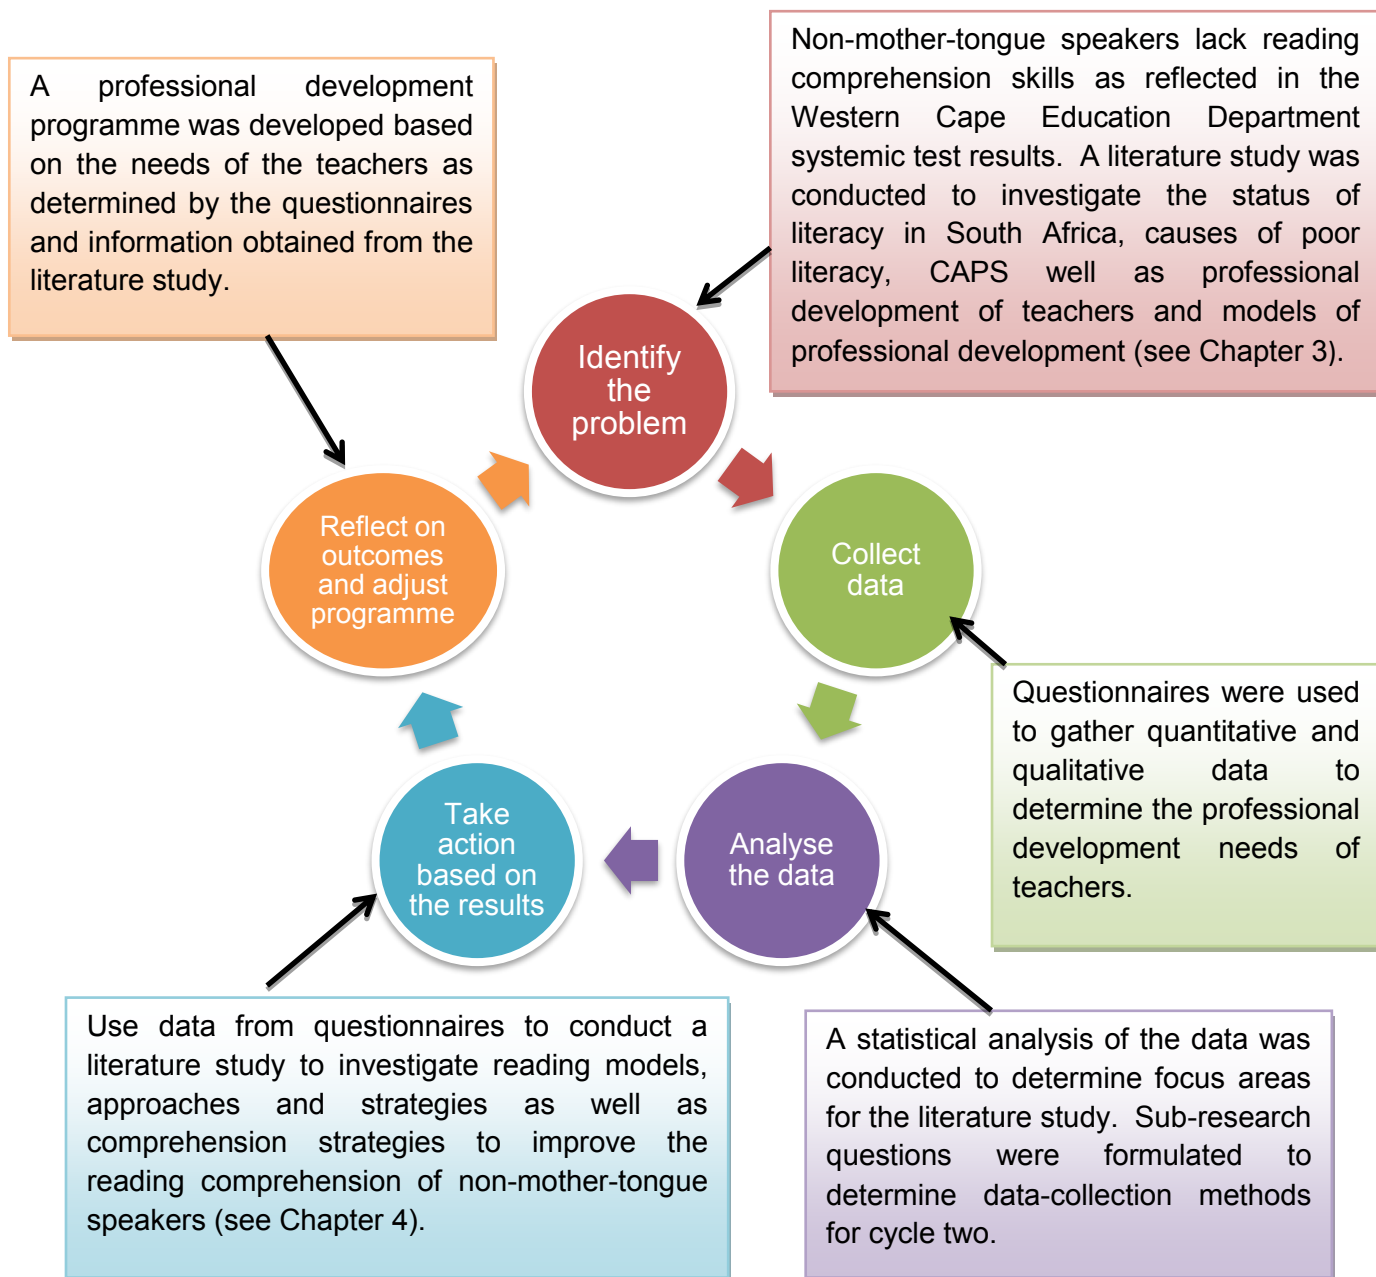 A professional development
programme was developed based
on the needs of the teachers as
determined by the questionnaires
and information obtained from the
literature study.
Non-mother-tongue speakers lack reading
comprehension skills as reflected in the
Western Cape Education Department
systemic test results. A literature study was
conducted to investigate the status of
literacy in South Africa, causes of poor
literacy, CAPS well as professional
development of teachers and models of
professional development (see Chapter 3).
Identify
the
problem
Collect
data
Questionnaires were used
to gather quantitative and
qualitative data to
determine the professional
development needs of
teachers.
Analyse
the data
A statistical analysis of the data was
conducted to determine focus areas
for the literature study. Sub-research
questions were formulated to
determine data-collection methods
for cycle two.
Take
action
based on
the results
Use data from questionnaires to conduct a
literature study to investigate reading models,
approaches and strategies as well as
comprehension strategies to improve the
reading comprehension of non-mother-tongue
speakers (see Chapter 4).
Reflect on
outcomes
and adjust
programme